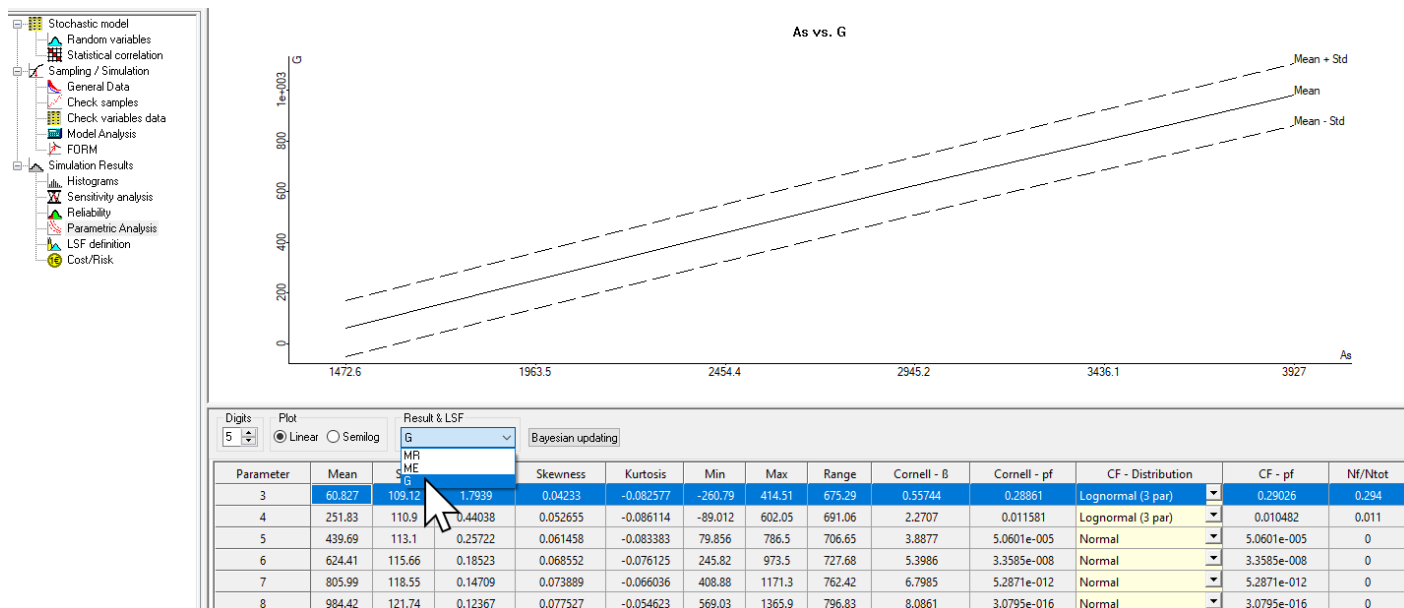 Stochastic model
Random variables
Statistical correlation
Sampling / Simulation
General Data
Check samples
Check variables data
Model Analysis
FORM
Simulation Results
Histograms
Sensitivity analysis
Reliability
Parametric Analysis
LSF definition
Cost/Risk
As vs. G
G
Mean + Std
Mean
Mean - Std
1e+003
800
600
400
200
0
As
1472.6 1963.5 2454.4 2945.2 3436.1 3927
Digits Plot Result & LSF
5 Linear Semilog G Bayesian updating
MR
ME
G
Parameter Mean Skewness Kurtosis Min Max Range Cornell - ß Cornell - pf CF - Distribution CF - pf Nf/Ntot
3 60.827 109.12 1.7939 0.04233 -0.082577 -260.79 414.51 675.29 0.55744 0.28861 Lognormal (3 par) 0.29026 0.294
4 251.83 110.9 0.44038 0.052655 -0.086114 -89.012 602.05 691.06 2.2707 0.011581 Lognormal (3 par) 0.010482 0.011
5 439.69 113.1 0.25722 0.061458 -0.083383 79.856 786.5 706.65 3.8877 5.0601e-005 Normal 5.0601e-005 0
6 624.41 115.66 0.18523 0.068552 -0.076125 245.82 973.5 727.68 5.3986 3.3585e-008 Normal 3.3585e-008 0
7 805.99 118.55 0.14709 0.073889 -0.066036 408.88 1171.3 762.42 6.7985 5.2871e-012 Normal 5.2871e-012 0
8 984.42 121.74 0.12367 0.077527 -0.054623 569.03 1365.9 796.83 8.0861 3.0795e-016 Normal 3.0795e-016 0